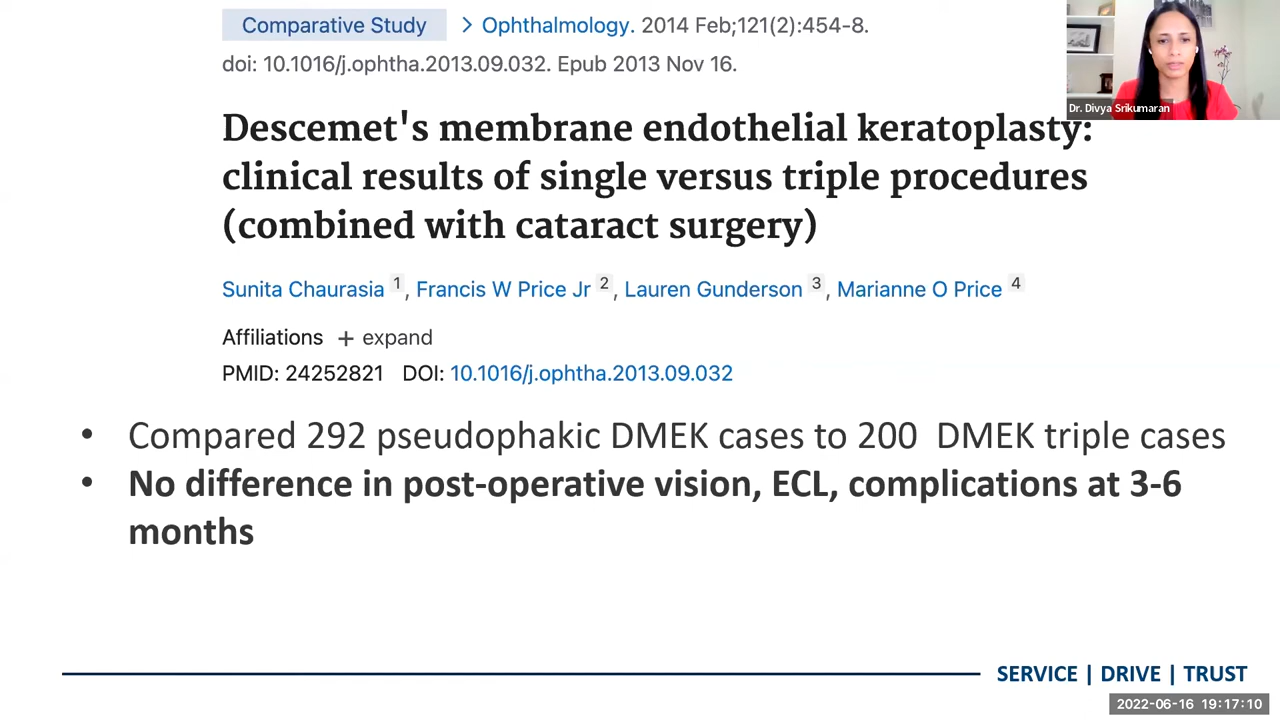 Comparative Study > Ophthalmology. 2014 Feb;121(2):454-8.
doi: 10.1016/j.ophtha.2013.09.032. Epub 2013 Nov 16.
Dr. Divya Srikumaran
Descemet's membrane endothelial keratoplasty:
clinical results of single versus triple procedures
(combined with cataract surgery)
Sunita Chaurasia 1, Francis W Price Jr 2, Lauren Gunderson 3, Marianne O Price 4
Affiliations + expand
PMID: 24252821 DOI: 10.1016/j.ophtha.2013.09.032
• Compared 292 pseudophakic DMEK cases to 200 DMEK triple cases
• No difference in post-operative vision, ECL, complications at 3-6
months
SERVICE | DRIVE | TRUST
2022-06-16 19:17:10